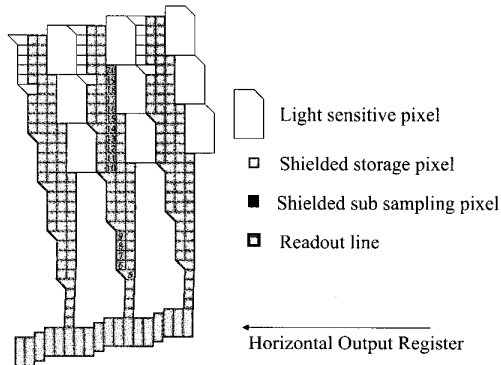 Light sensitive pixel
Shielded storage pixel
Shielded sub sampling pixel
Readout line
Horizontal Output Register